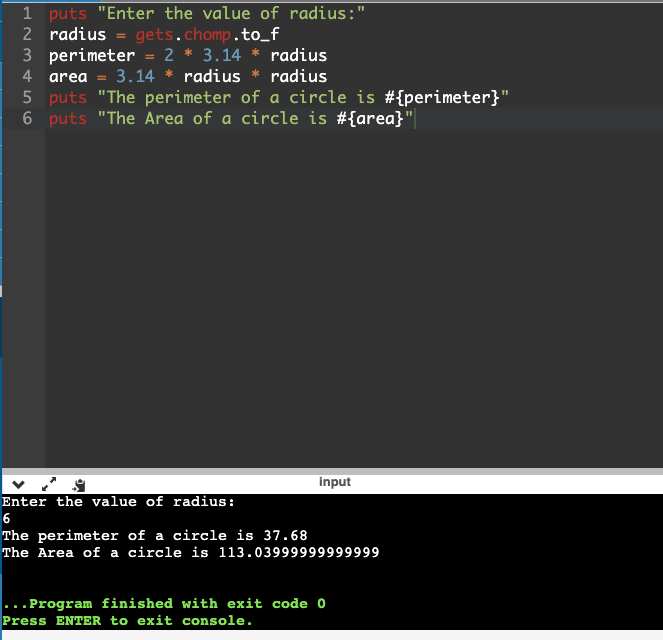 1 puts "Enter the value of radius:"
2 radius = gets.chomp.to_f
3 perimeter = 2 * 3.14 * radius
4 area = 3.14 * radius * radius
5 puts "The perimeter of a circle is #{perimeter}"
6 puts "The Area of a circle is #{area}"
input
Enter the value of radius:
6
The perimeter of a circle is 37.68
The Area of a circle is 113.03999999999999
...Program finished with exit code 0
Press ENTER to exit console.